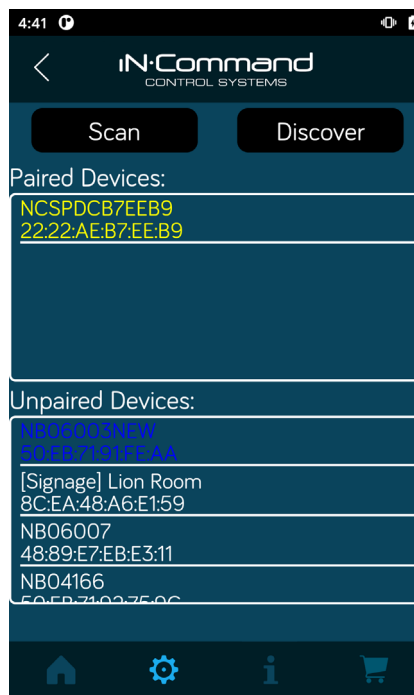 4:41
iN·Command
CONTROL SYSTEMS
Scan
Discover
Paired Devices:
NCSPDCB7EEB9
22:22:AE:B7:EE:B9
Unpaired Devices:
NB06003NEW
50:EB:71:91:FE:AA
[Signage] Lion Room
8C:EA:48:A6:E1:59
NB06007
48:89:E7:EB:E3:11
NB04166